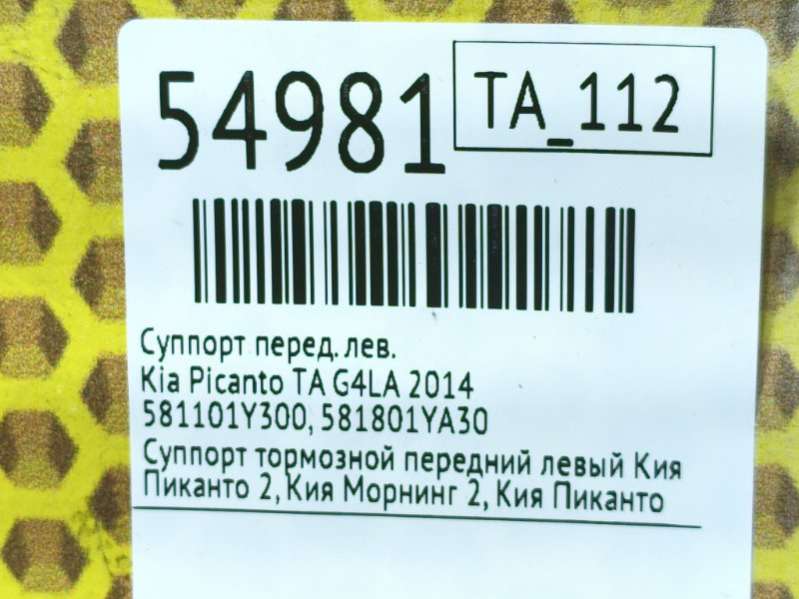 54981
TA_112
Суппорт перед. лев.
Kia Picanto TA G4LA 2014
581101Y300, 581801YA30
Суппорт тормозной передний левый Кия
Пиканто 2, Кия Морнинг 2, Кия Пиканто